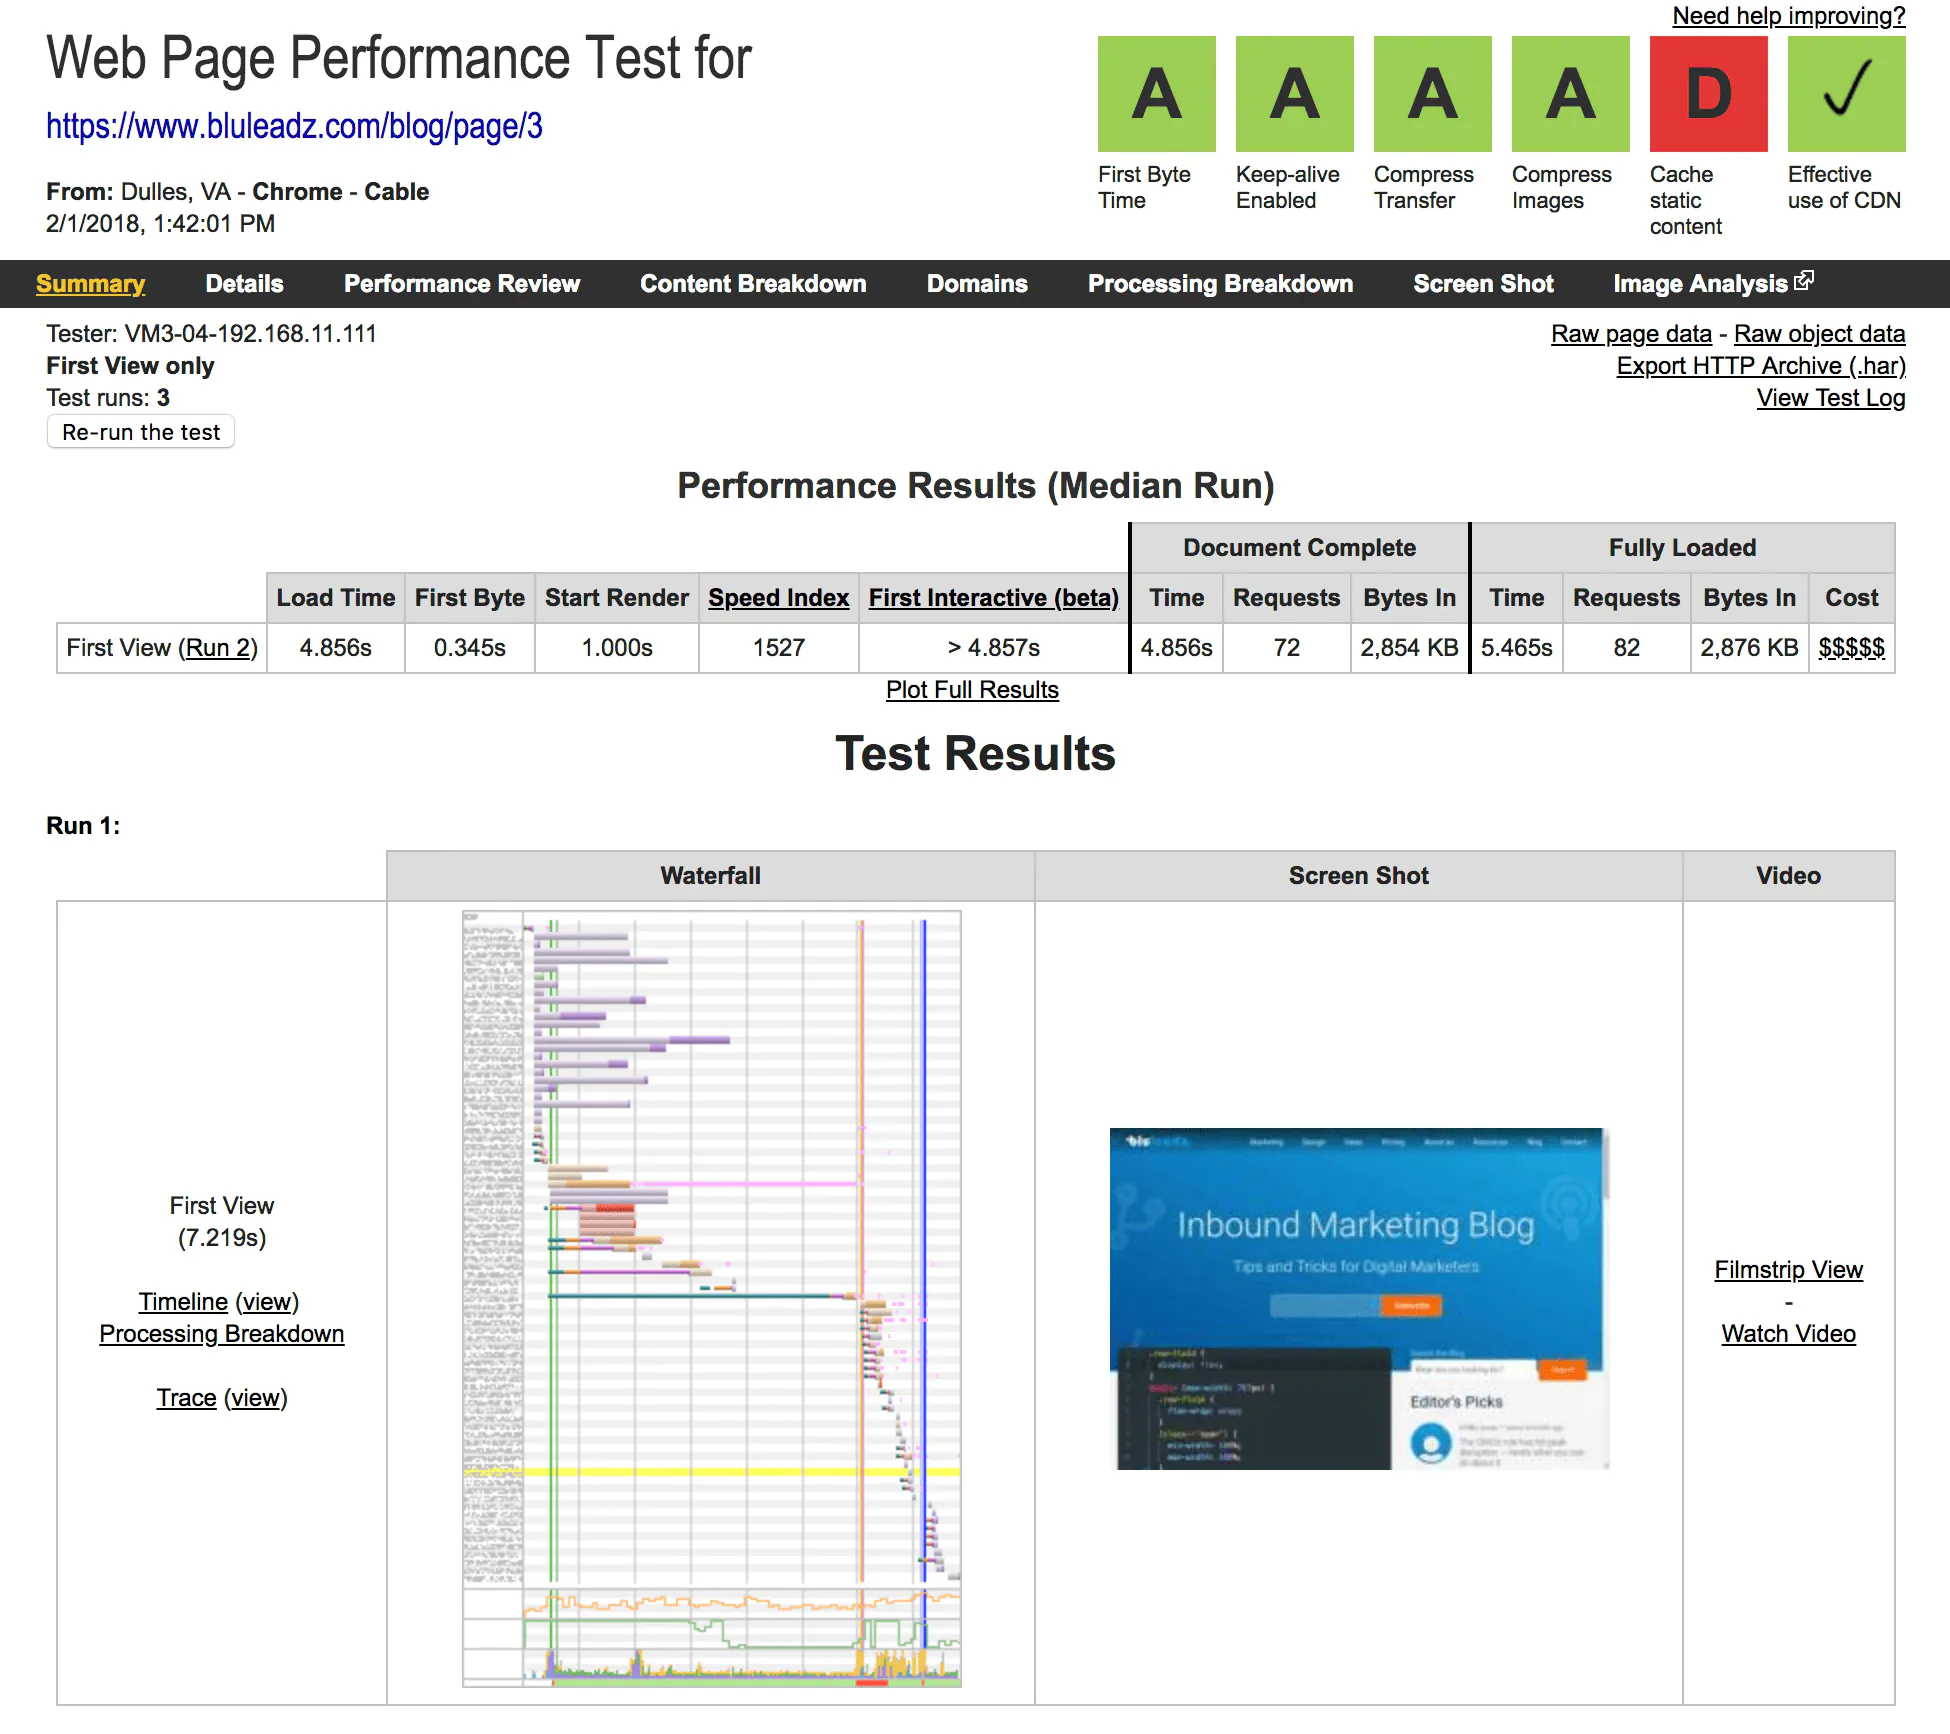 Need help improving?
Web Page Performance Test for
https://www.bluleadz.com/blog/page/3
From: Dulles, VA - Chrome - Cable
2/1/2018, 1:42:01 PM
A A A A D ✓
First Byte Time
Keep-alive Enabled
Compress Transfer
Compress Images
Cache static content
Effective use of CDN
Summary Details Performance Review Content Breakdown Domains Processing Breakdown Screen Shot Image Analysis
Tester: VM3-04-192.168.11.111
First View only
Test runs: 3
Re-run the test
Raw page data - Raw object data
Export HTTP Archive (.har)
View Test Log
Performance Results (Median Run)
Document Complete Fully Loaded
Load Time First Byte Start Render Speed Index First Interactive (beta) Time Requests Bytes In Time Requests Bytes In Cost
First View (Run 2) 4.856s 0.345s 1.000s 1527 > 4.857s 4.856s 72 2,854 KB 5.465s 82 2,876 KB $$$$$
Plot Full Results
Test Results
Run 1:
Waterfall Screen Shot Video
First View
(7.219s)
Timeline (view)
Processing Breakdown
Trace (view)
Inbound Marketing Blog
Tips and Tricks for Digital Marketers
Editor's Picks
Filmstrip View
-
Watch Video